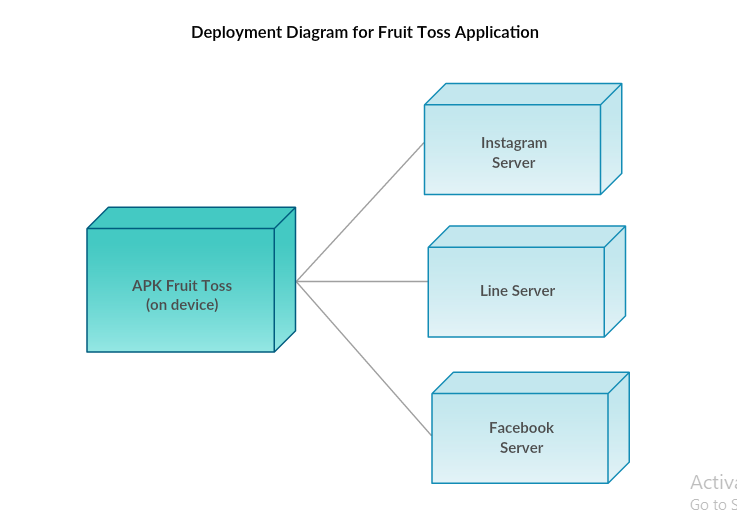 Deployment Diagram for Fruit Toss Application
Instagram
Server
APK Fruit Toss
(on device)
Line Server
Facebook
Server
Activa
Go to S